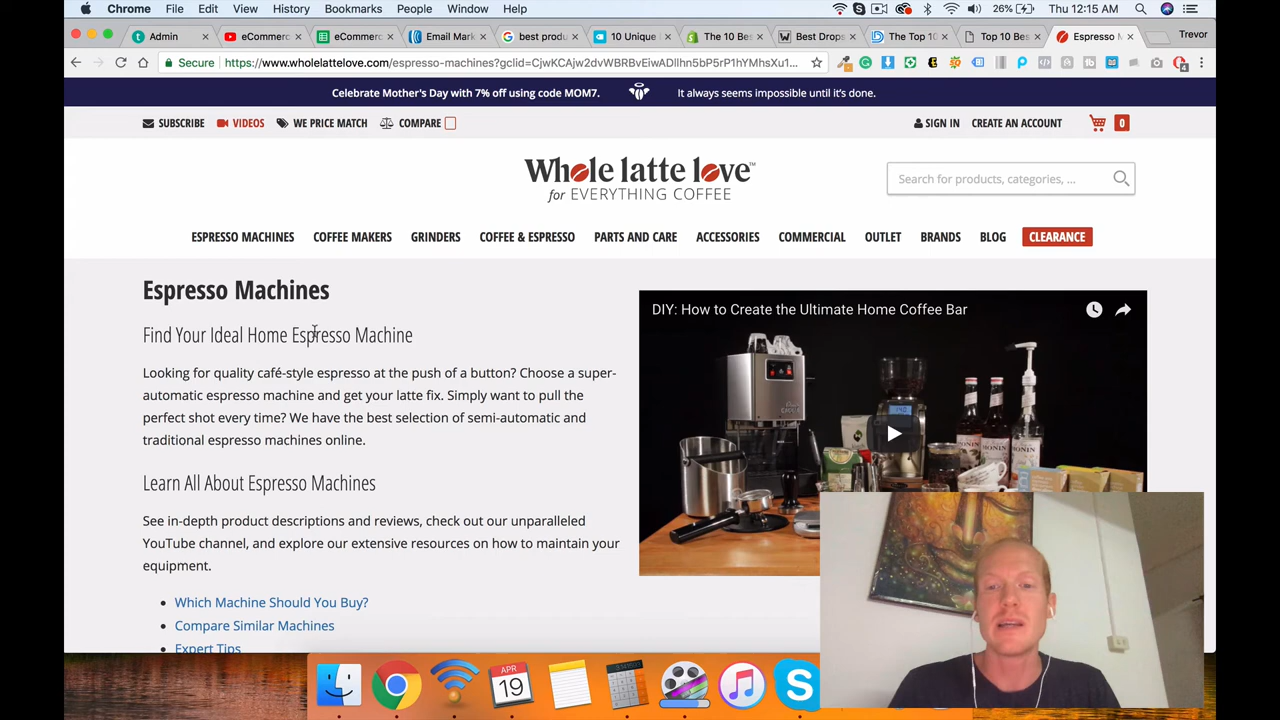 Chrome File Edit View History Bookmarks People Window Help 26% Thu 12:15 AM
Admin eCommerc eCommerc Email Mark best produ 10 Unique The 10 Bes Best Drops The Top 10 Top 10 Bes Espresso M Trevor
Secure https://www.wholelattelove.com/espresso-machines?gclid=CjwKCAjw2dvWBRBvEiwADllhn5bP5rP1hYMhsXu1...
Celebrate Mother's Day with 7% off using code MOM7. It always seems impossible until it's done.
SUBSCRIBE VIDEOS WE PRICE MATCH COMPARE SIGN IN CREATE AN ACCOUNT 0
Whole latte love™
for EVERYTHING COFFEE
Search for products, categories, ...
ESPRESSO MACHINES COFFEE MAKERS GRINDERS COFFEE & ESPRESSO PARTS AND CARE ACCESSORIES COMMERCIAL OUTLET BRANDS BLOG CLEARANCE
Espresso Machines
Find Your Ideal Home Espresso Machine
Looking for quality café-style espresso at the push of a button? Choose a super-
automatic espresso machine and get your latte fix. Simply want to pull the
perfect shot every time? We have the best selection of semi-automatic and
traditional espresso machines online.
Learn All About Espresso Machines
See in-depth product descriptions and reviews, check out our unparalleled
YouTube channel, and explore our extensive resources on how to maintain your
equipment.
• Which Machine Should You Buy?
• Compare Similar Machines
• Expert Tips
DIY: How to Create the Ultimate Home Coffee Bar
MONIN MONIN
APR
19